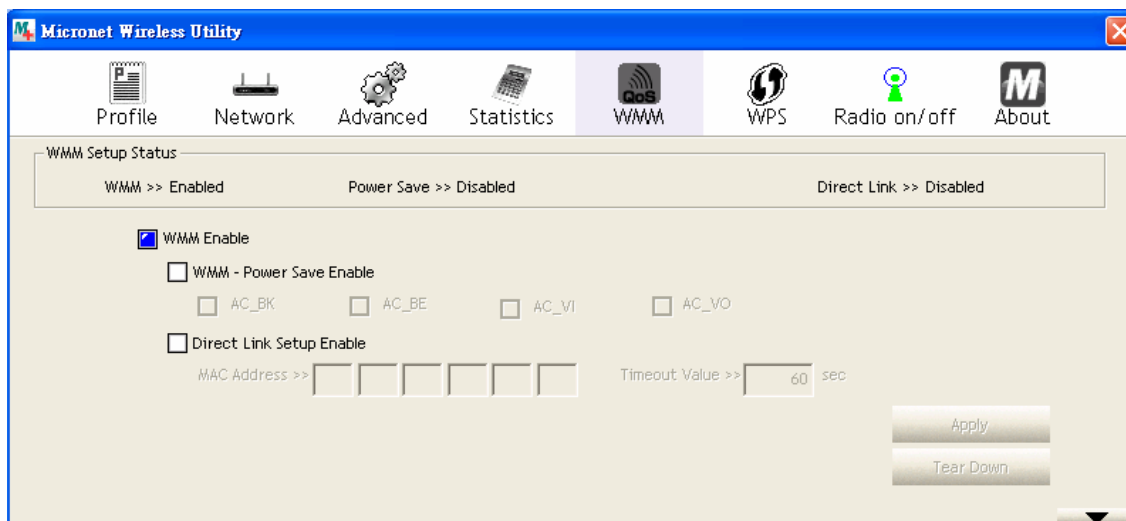 Micronet Wireless Utility
Profile Network Advanced Statistics QoS WMM WPS Radio on/off M About
WMM Setup Status
WMM >> Enabled Power Save >> Disabled Direct Link >> Disabled
WMM Enable
WMM - Power Save Enable
AC_BK AC_BE AC_VI AC_VO
Direct Link Setup Enable
MAC Address >> Timeout Value >> 60 sec
Apply
Tear Down